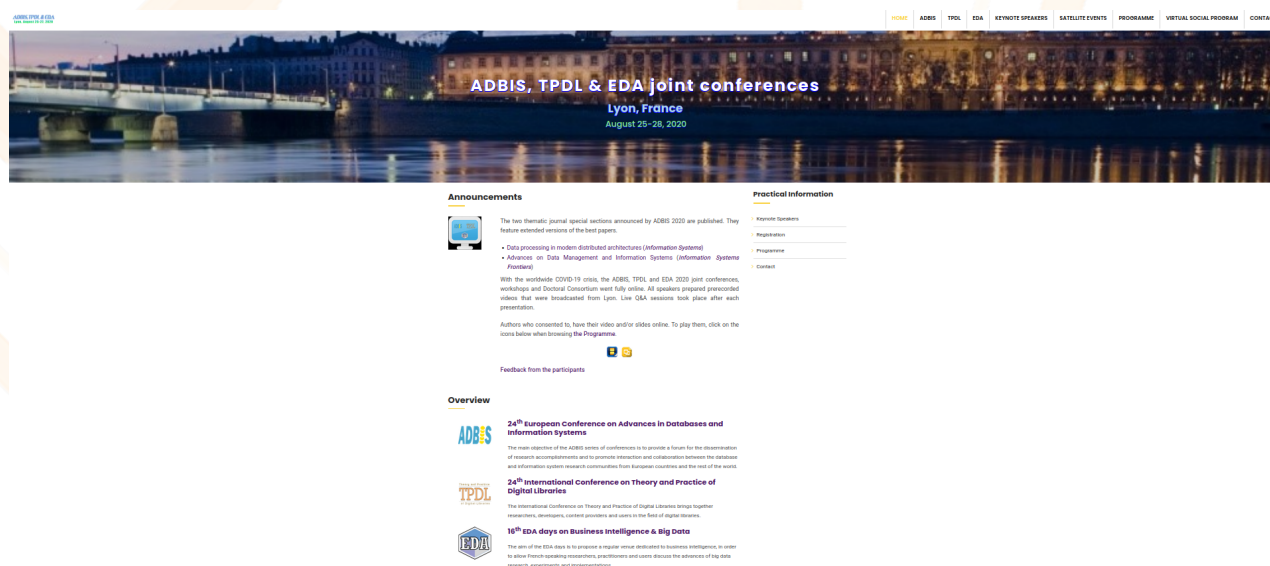 ADBIS, TPDL & EDA
Lyon, August 25-27, 2020
HOME ADBIS TPDL EDA KEYNOTE SPEAKERS SATELLITE EVENTS PROGRAMME VIRTUAL SOCIAL PROGRAM CONTAC
ADBIS, TPDL & EDA joint conferences
Lyon, France
August 25-28, 2020
Announcements
The two thematic journal special sections announced by ADBIS 2020 are published. They
feature extended versions of the best papers.
• Data processing in modern distributed architectures (Information Systems)
• Advances on Data Management and Information Systems (Information Systems
Frontiers)
With the worldwide COVID-19 crisis, the ADBIS, TPDL and EDA 2020 joint conferences,
workshops and Doctoral Consortium went fully online. All speakers prepared prerecorded
videos that were broadcasted from Lyon. Live Q&A sessions took place after each
presentation.
Authors who consented to, have their video and/or slides online. To play them, click on the
icons below when browsing the Programme.
Feedback from the participants
Practical Information
Keynote Speakers
Registration
Programme
Contact
Overview
ADBIS
24th European Conference on Advances in Databases and
Information Systems
The main objective of the ADBIS series of conferences is to provide a forum for the dissemination
of research accomplishments and to promote interaction and collaboration between the database
and information system research communities from European countries and the rest of the world.
TPDL
24th International Conference on Theory and Practice of
Digital Libraries
The International Conference on Theory and Practice of Digital Libraries brings together
researchers, developers, content providers and users in the field of digital libraries.
EDA
16th EDA days on Business Intelligence & Big Data
The aim of the EDA days is to propose a regular venue dedicated to business intelligence, in order
to allow French-speaking researchers, practitioners and users discuss the advances of big data
research, experiments and implementations.